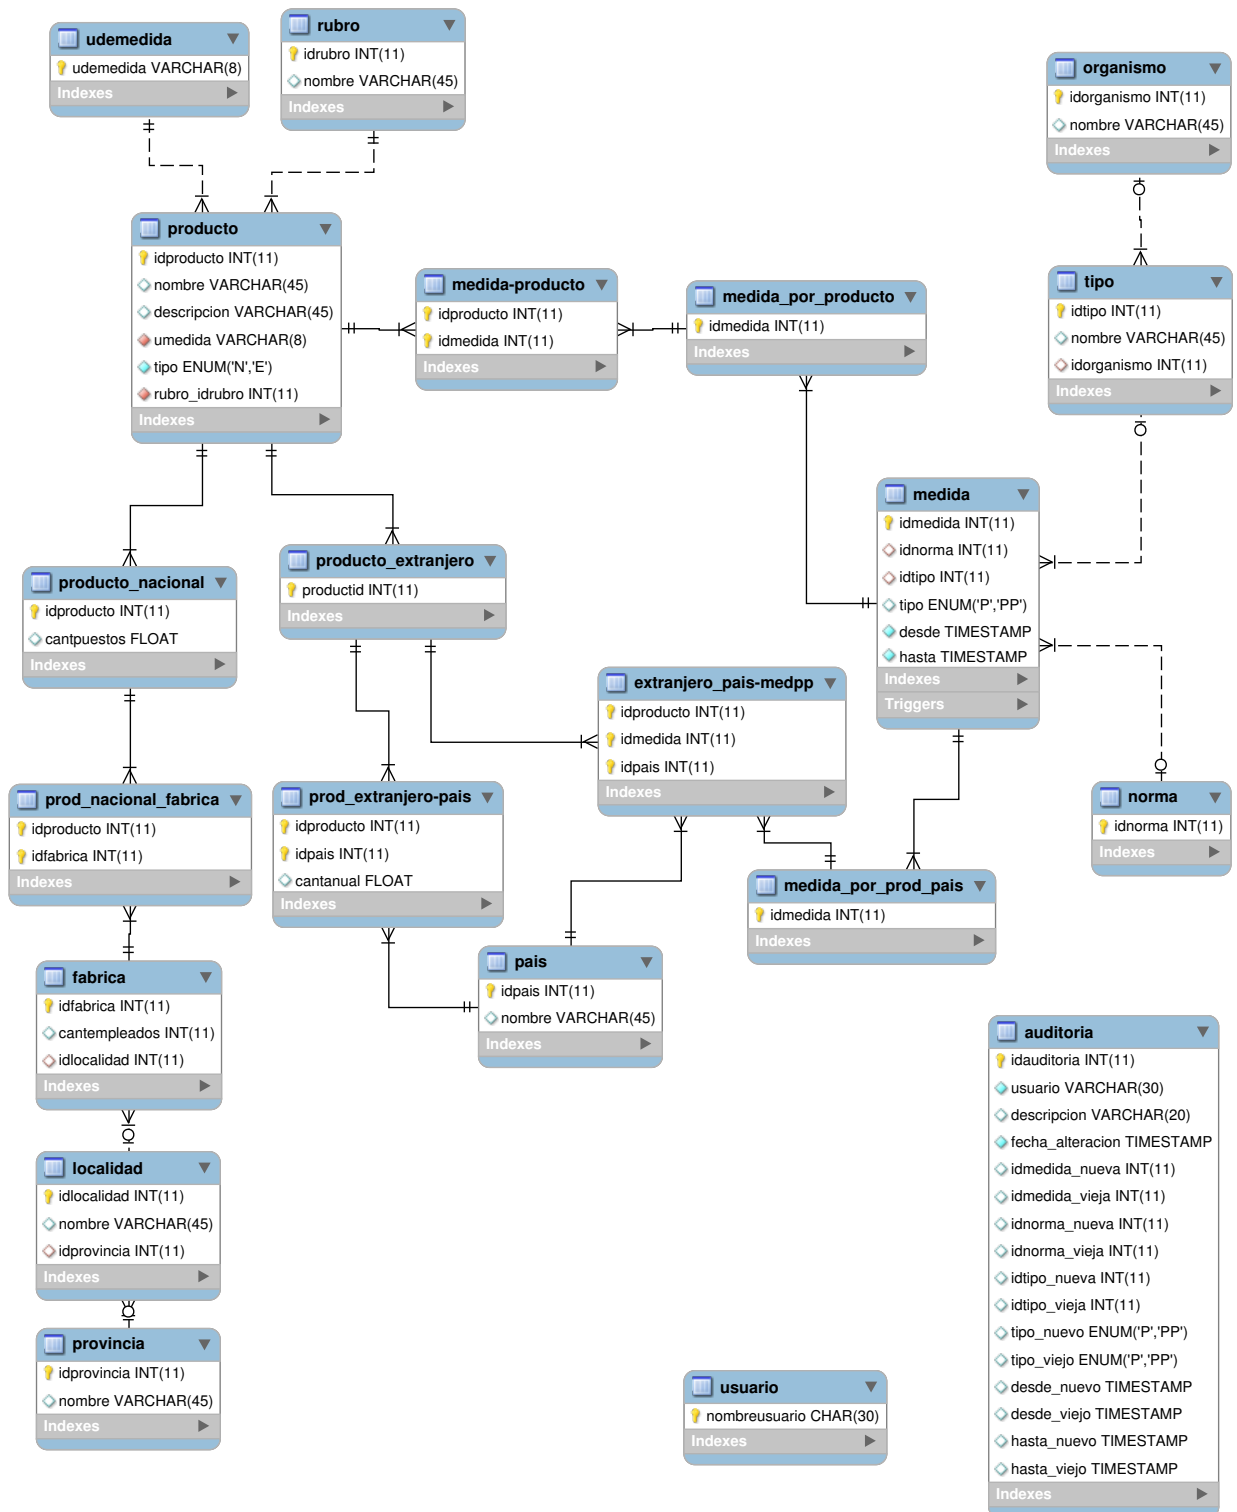 udemedida
udemedida VARCHAR(8)
Indexes
rubro
idrubro INT(11)
nombre VARCHAR(45)
Indexes
organismo
idorganismo INT(11)
nombre VARCHAR(45)
Indexes
producto
idproducto INT(11)
nombre VARCHAR(45)
descripcion VARCHAR(45)
umedida VARCHAR(8)
tipo ENUM('N','E')
rubro_idrubro INT(11)
Indexes
medida-producto
idproducto INT(11)
idmedida INT(11)
Indexes
medida_por_producto
idmedida INT(11)
Indexes
tipo
idtipo INT(11)
nombre VARCHAR(45)
idorganismo INT(11)
Indexes
medida
idmedida INT(11)
idnorma INT(11)
idtipo INT(11)
tipo ENUM('P','PP')
desde TIMESTAMP
hasta TIMESTAMP
Indexes
Triggers
producto_nacional
idproducto INT(11)
cantpuestos FLOAT
Indexes
producto_extranjero
productid INT(11)
Indexes
extranjero_pais-medpp
idproducto INT(11)
idmedida INT(11)
idpais INT(11)
Indexes
prod_nacional_fabrica
idproducto INT(11)
idfabrica INT(11)
Indexes
prod_extranjero-pais
idproducto INT(11)
idpais INT(11)
cantanual FLOAT
Indexes
norma
idnorma INT(11)
Indexes
medida_por_prod_pais
idmedida INT(11)
Indexes
fabrica
idfabrica INT(11)
cantempleados INT(11)
idlocalidad INT(11)
Indexes
pais
idpais INT(11)
nombre VARCHAR(45)
Indexes
localidad
idlocalidad INT(11)
nombre VARCHAR(45)
idprovincia INT(11)
Indexes
provincia
idprovincia INT(11)
nombre VARCHAR(45)
Indexes
usuario
nombreusuario CHAR(30)
Indexes
auditoria
idauditoria INT(11)
usuario VARCHAR(30)
descripcion VARCHAR(20)
fecha_alteracion TIMESTAMP
idmedida_nueva INT(11)
idmedida_vieja INT(11)
idnorma_nueva INT(11)
idnorma_vieja INT(11)
idtipo_nueva INT(11)
idtipo_vieja INT(11)
tipo_nuevo ENUM('P','PP')
tipo_viejo ENUM('P','PP')
desde_nuevo TIMESTAMP
desde_viejo TIMESTAMP
hasta_nuevo TIMESTAMP
hasta_viejo TIMESTAMP
Indexes